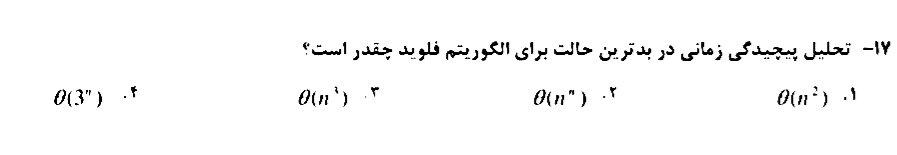 ۱۷- تحلیل پیچیدگی زمانی در بدترین حالت برای الگوریتم فلوید چقدر است؟
۱. θ(n²) ۲. θ(nⁿ) ۳. θ(n³) ۴. θ(3ⁿ)